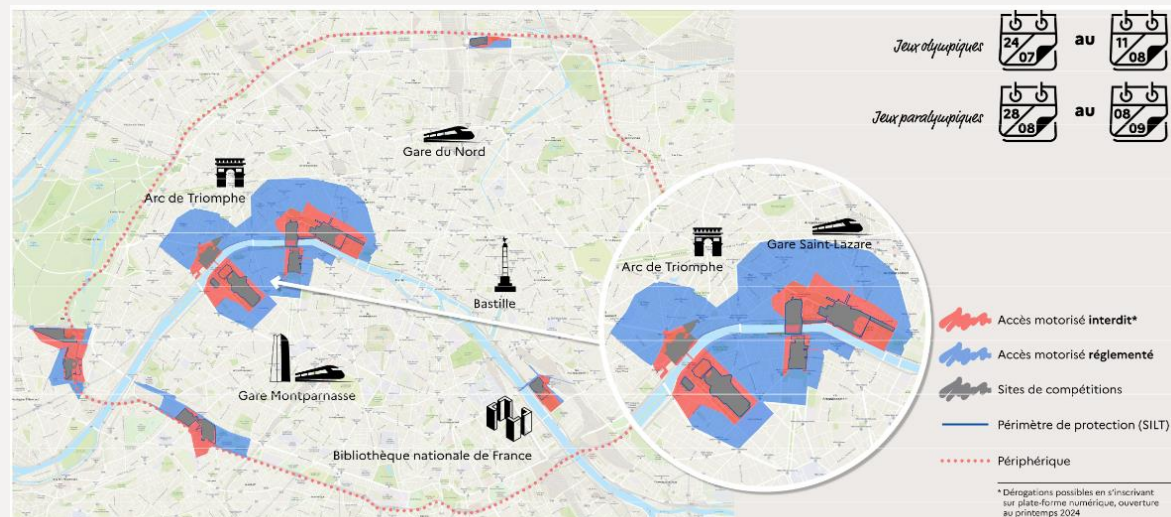 Jeux olympiques
24
07
au
11
08
Jeux paralympiques
28
08
au
08
09
Gare du Nord
Arc de Triomphe
Bastille
Gare Montparnasse
Bibliothèque nationale de France
Gare Saint-Lazare
Arc de Triomphe
Accès motorisé interdit*
Accès motorisé réglementé
Sites de compétitions
Périmètre de protection (SILT)
Périphérique
* Dérogations possibles en s'inscrivant
sur plate-forme numérique, ouverture
au printemps 2024